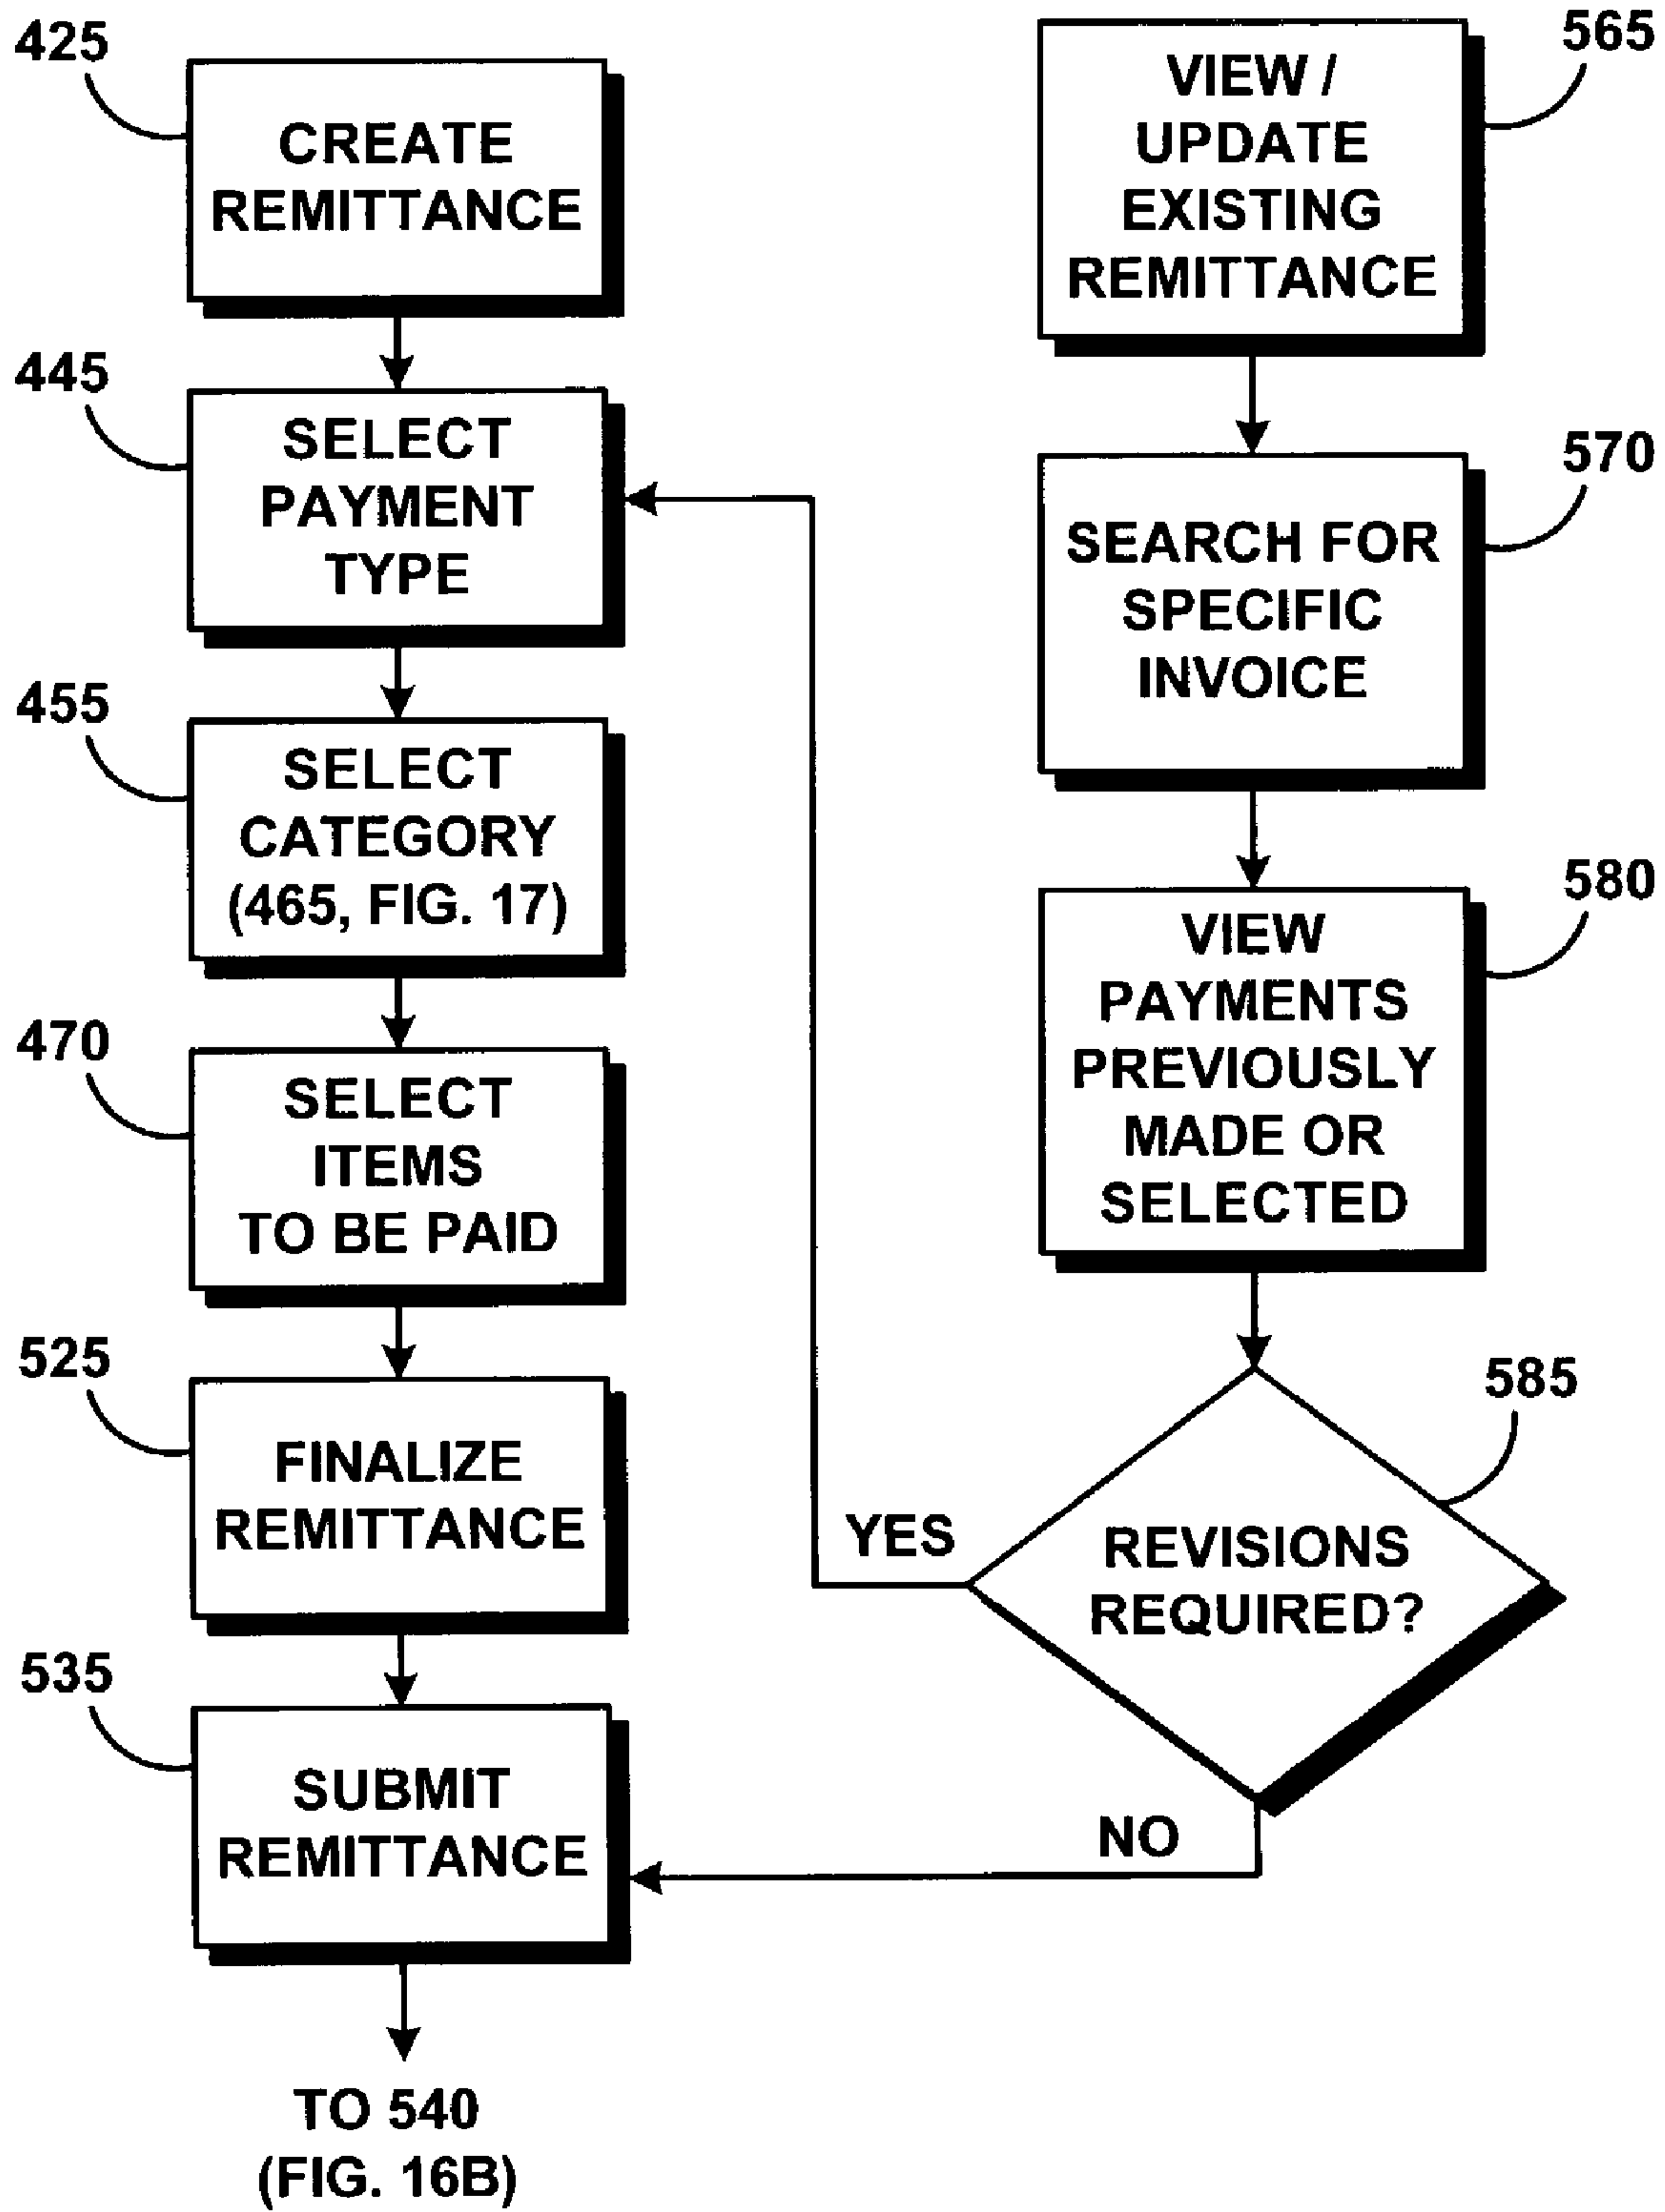 425
CREATE
REMITTANCE
445
SELECT
PAYMENT
TYPE
455
SELECT
CATEGORY
(465, FIG. 17)
470
SELECT
ITEMS
TO BE PAID
525
FINALIZE
REMITTANCE
535
SUBMIT
REMITTANCE
TO 540
(FIG. 16B)
565
VIEW /
UPDATE
EXISTING
REMITTANCE
570
SEARCH FOR
SPECIFIC
INVOICE
580
VIEW
PAYMENTS
PREVIOUSLY
MADE OR
SELECTED
585
REVISIONS
REQUIRED?
YES
NO